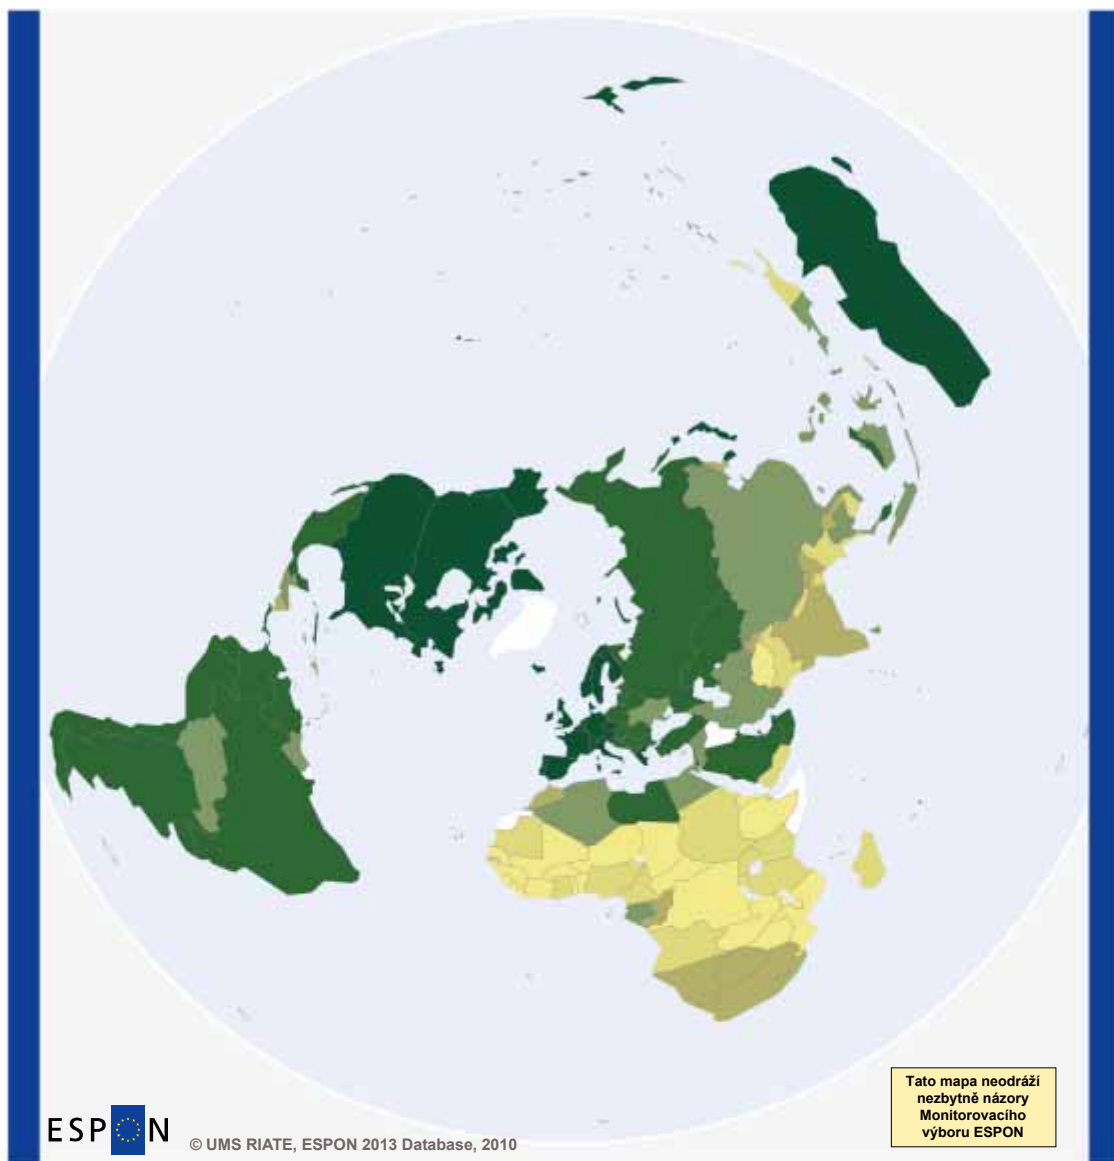 Tato mapa neodráží
nezbytně názory
Monitorovacího
výboru ESPON
ESPON © UMS RIATE, ESPON 2013 Database, 2010